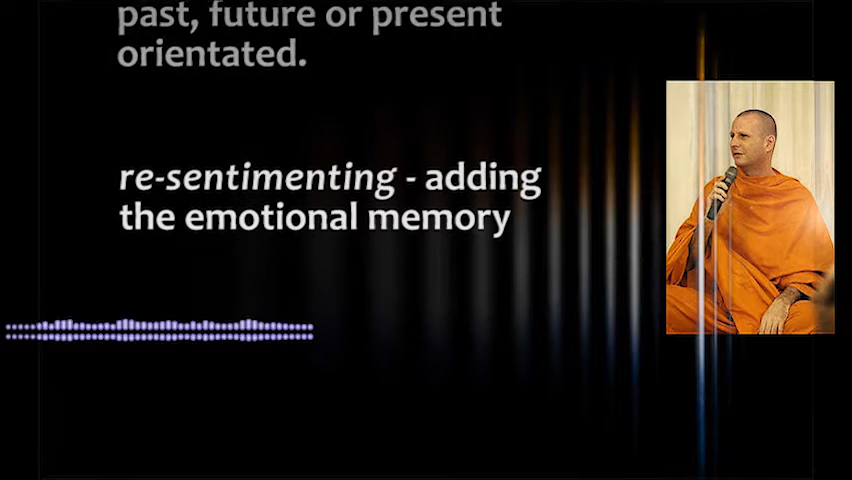 past, future or present
orientated.
re-sentimenting - adding
the emotional memory